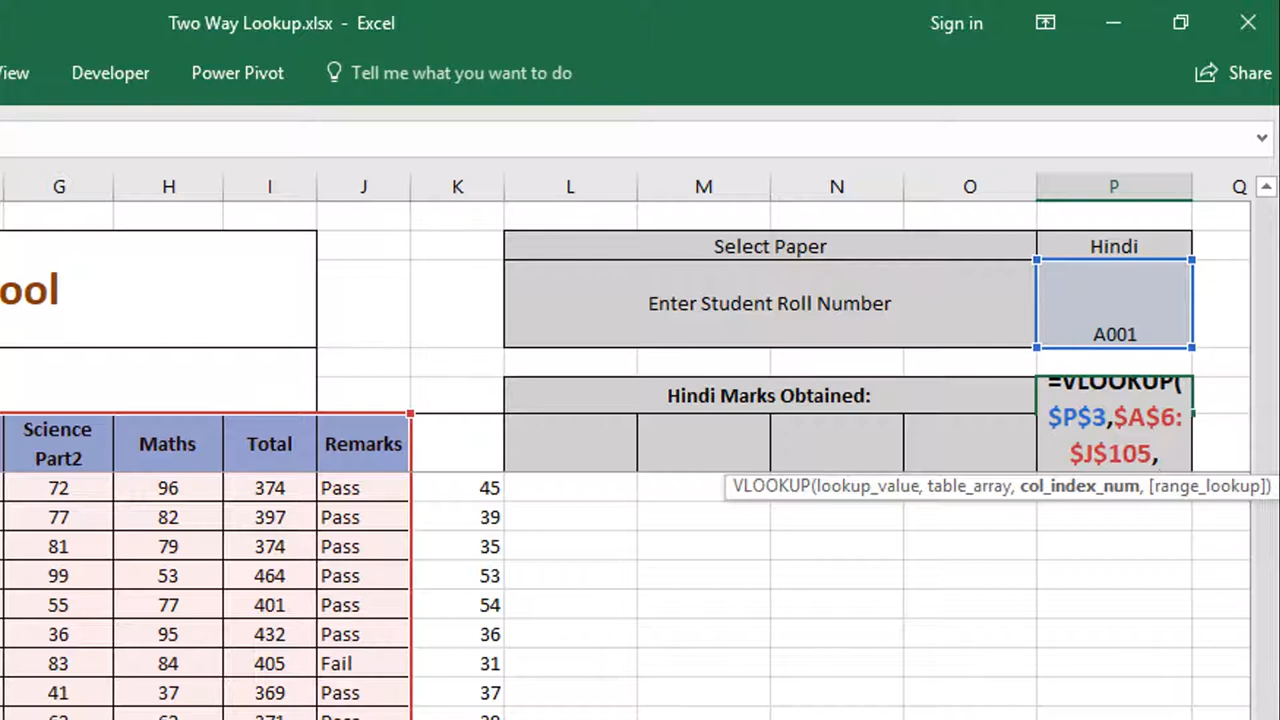 Two Way Lookup.xlsx - Excel
Sign in
View Developer Power Pivot Tell me what you want to do
Share
G H I J K L M N O P Q
Select Paper Hindi
ool
Enter Student Roll Number
A001
Hindi Marks Obtained:
=VLOOKUP(
$P$3,$A$6:
$J$105,
Science
Part2
Maths Total Remarks
VLOOKUP(lookup_value, table_array, col_index_num, [range_lookup])
72 96 374 Pass 45
77 82 397 Pass 39
81 79 374 Pass 35
99 53 464 Pass 53
55 77 401 Pass 54
36 95 432 Pass 36
83 84 405 Fail 31
41 37 369 Pass 37